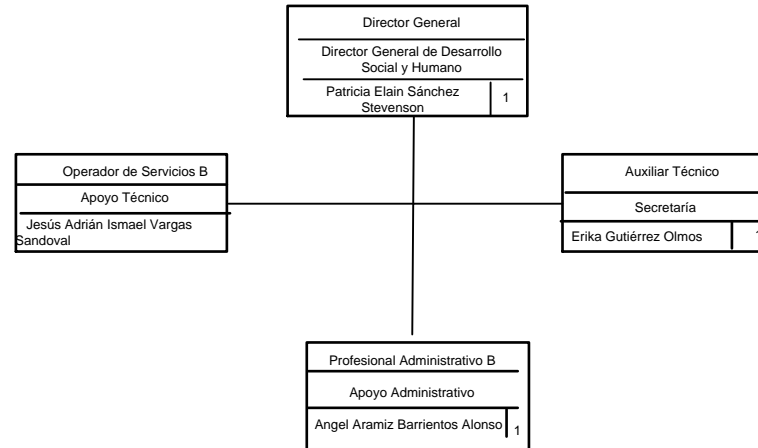 Director General
Director General de Desarrollo
Social y Humano
Patricia Elain Sánchez
Stevenson
1
Operador de Servicios B
Apoyo Técnico
Jesús Adrián Ismael Vargas
Sandoval
Auxiliar Técnico
Secretaría
Erika Gutiérrez Olmos
1
Profesional Administrativo B
Apoyo Administrativo
Angel Aramiz Barrientos Alonso
1